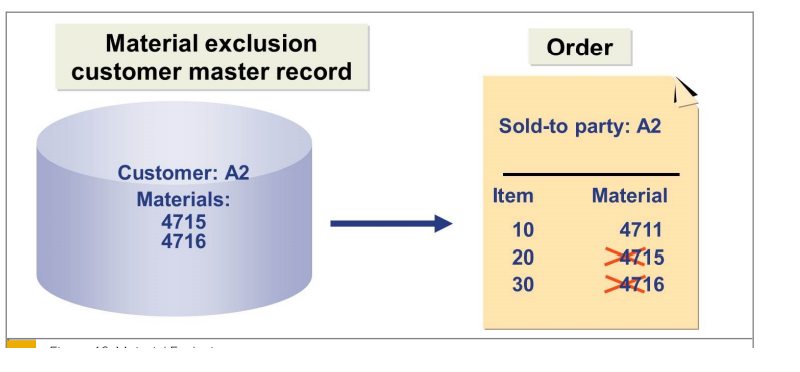 Material exclusion
customer master record
Order
Customer: A2
Materials:
4715
4716
Sold-to party: A2
Item Material
10 4711
20 4715
30 4716